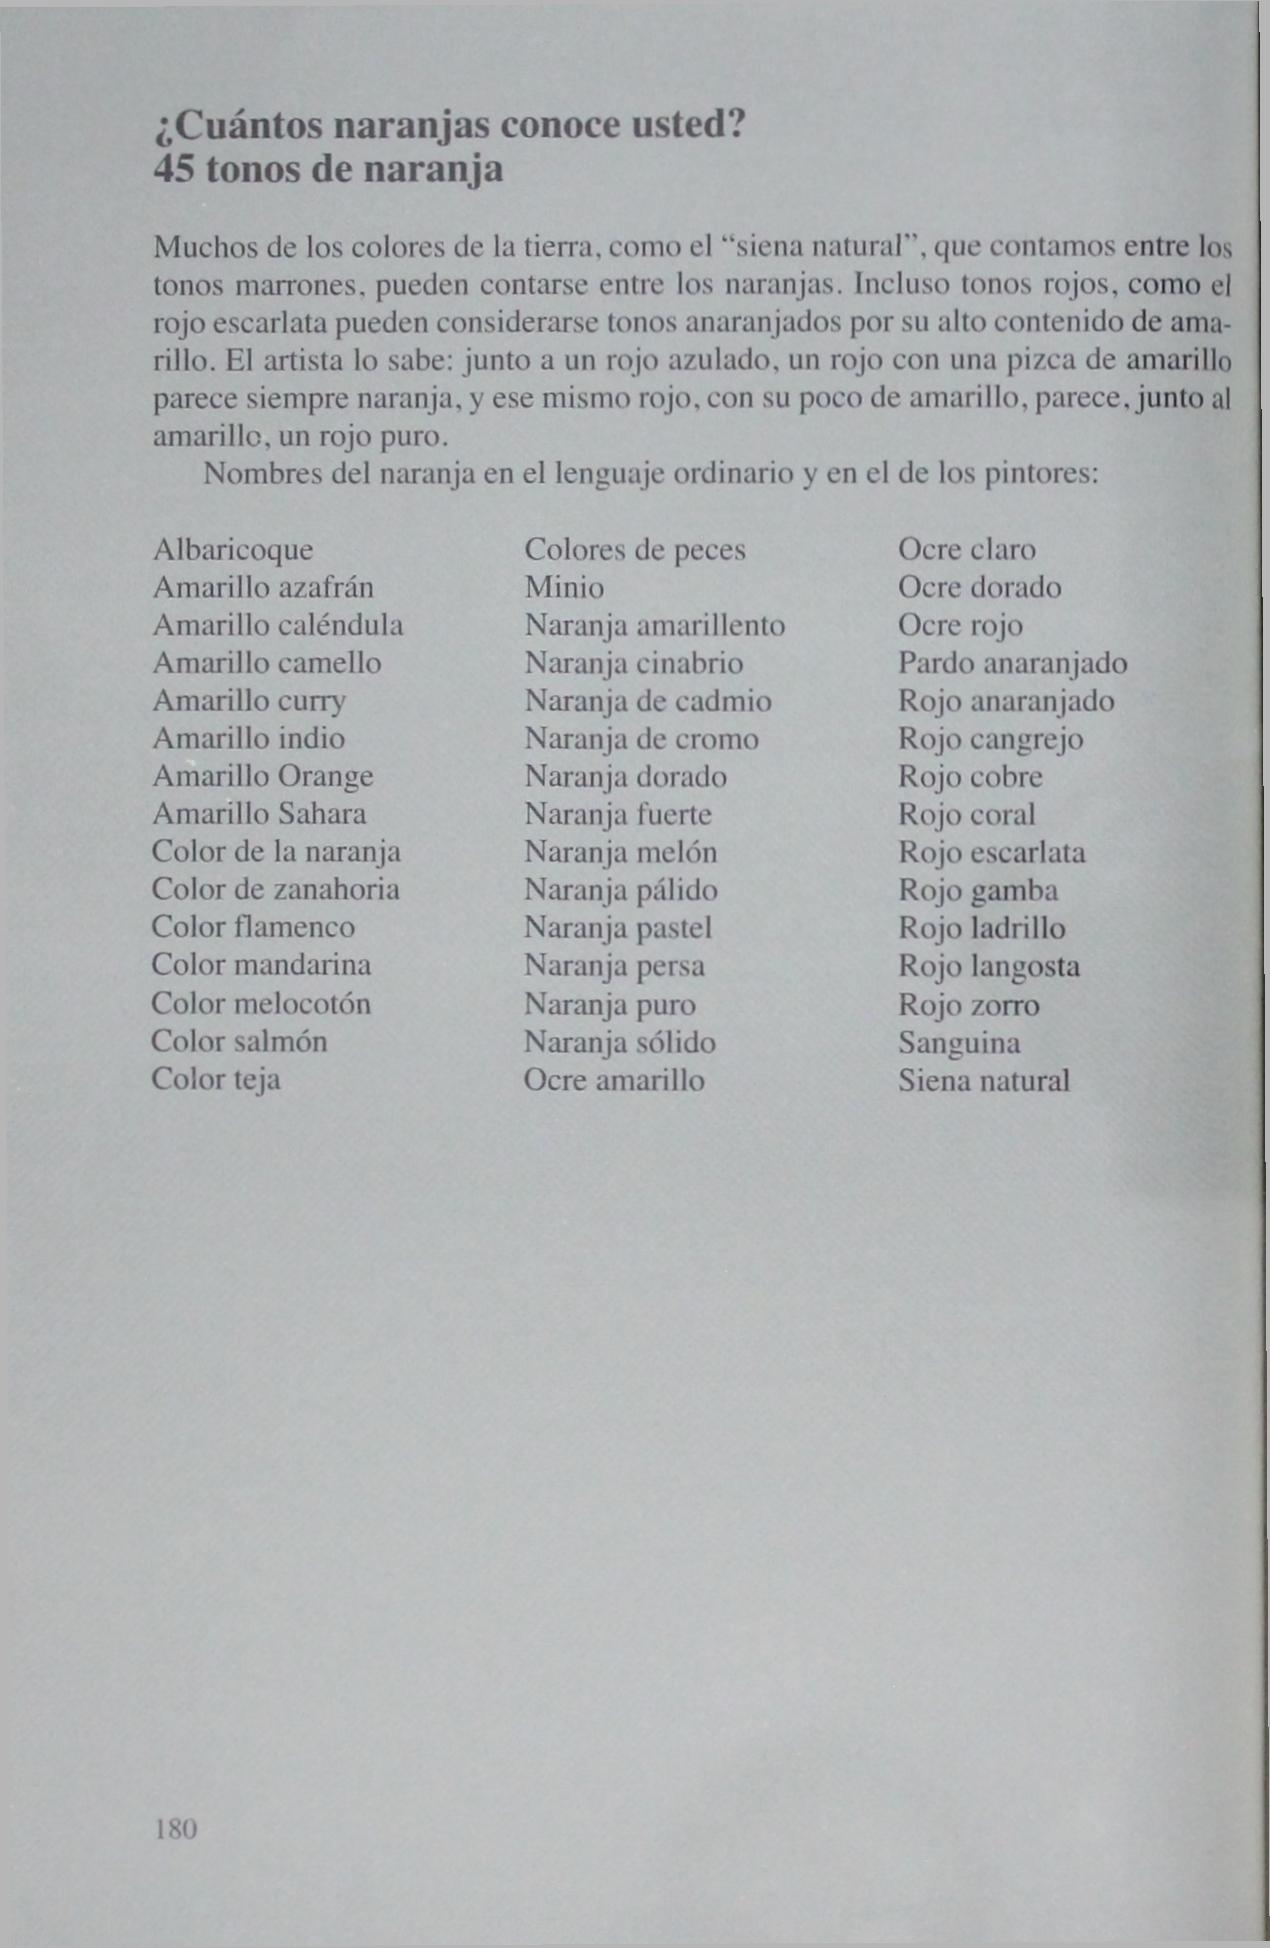 ¿Cuántos naranjas conoce usted?
45 tonos de naranja
Muchos de los colores de la tierra, como el “siena natural”, que contamos entre los
tonos marrones, pueden contarse entre los naranjas. Incluso tonos rojos, como el
rojo escarlata pueden considerarse tonos anaranjados por su alto contenido de ama-
rillo. El artista lo sabe: junto a un rojo azulado, un rojo con una pizca de amarillo
parece siempre naranja, y ese mismo rojo, con su poco de amarillo, parece, junto al
amarillo, un rojo puro.
Nombres del naranja en el lenguaje ordinario y en el de los pintores:
Albaricoque
Amarillo azafrán
Amarillo caléndula
Amarillo camello
Amarillo curry
Amarillo indio
Amarillo Orange
Amarillo Sahara
Color de la naranja
Color de zanahoria
Color flamenco
Color mandarina
Color melocotón
Color salmón
Color teja
Colores de peces
Minio
Naranja amarillento
Naranja cinabrio
Naranja de cadmio
Naranja de cromo
Naranja dorado
Naranja fuerte
Naranja melón
Naranja pálido
Naranja pastel
Naranja persa
Naranja puro
Naranja sólido
Ocre amarillo
Ocre claro
Ocre dorado
Ocre rojo
Pardo anaranjado
Rojo anaranjado
Rojo cangrejo
Rojo cobre
Rojo coral
Rojo escarlata
Rojo gamba
Rojo ladrillo
Rojo langosta
Rojo zorro
Sanguina
Siena natural
180